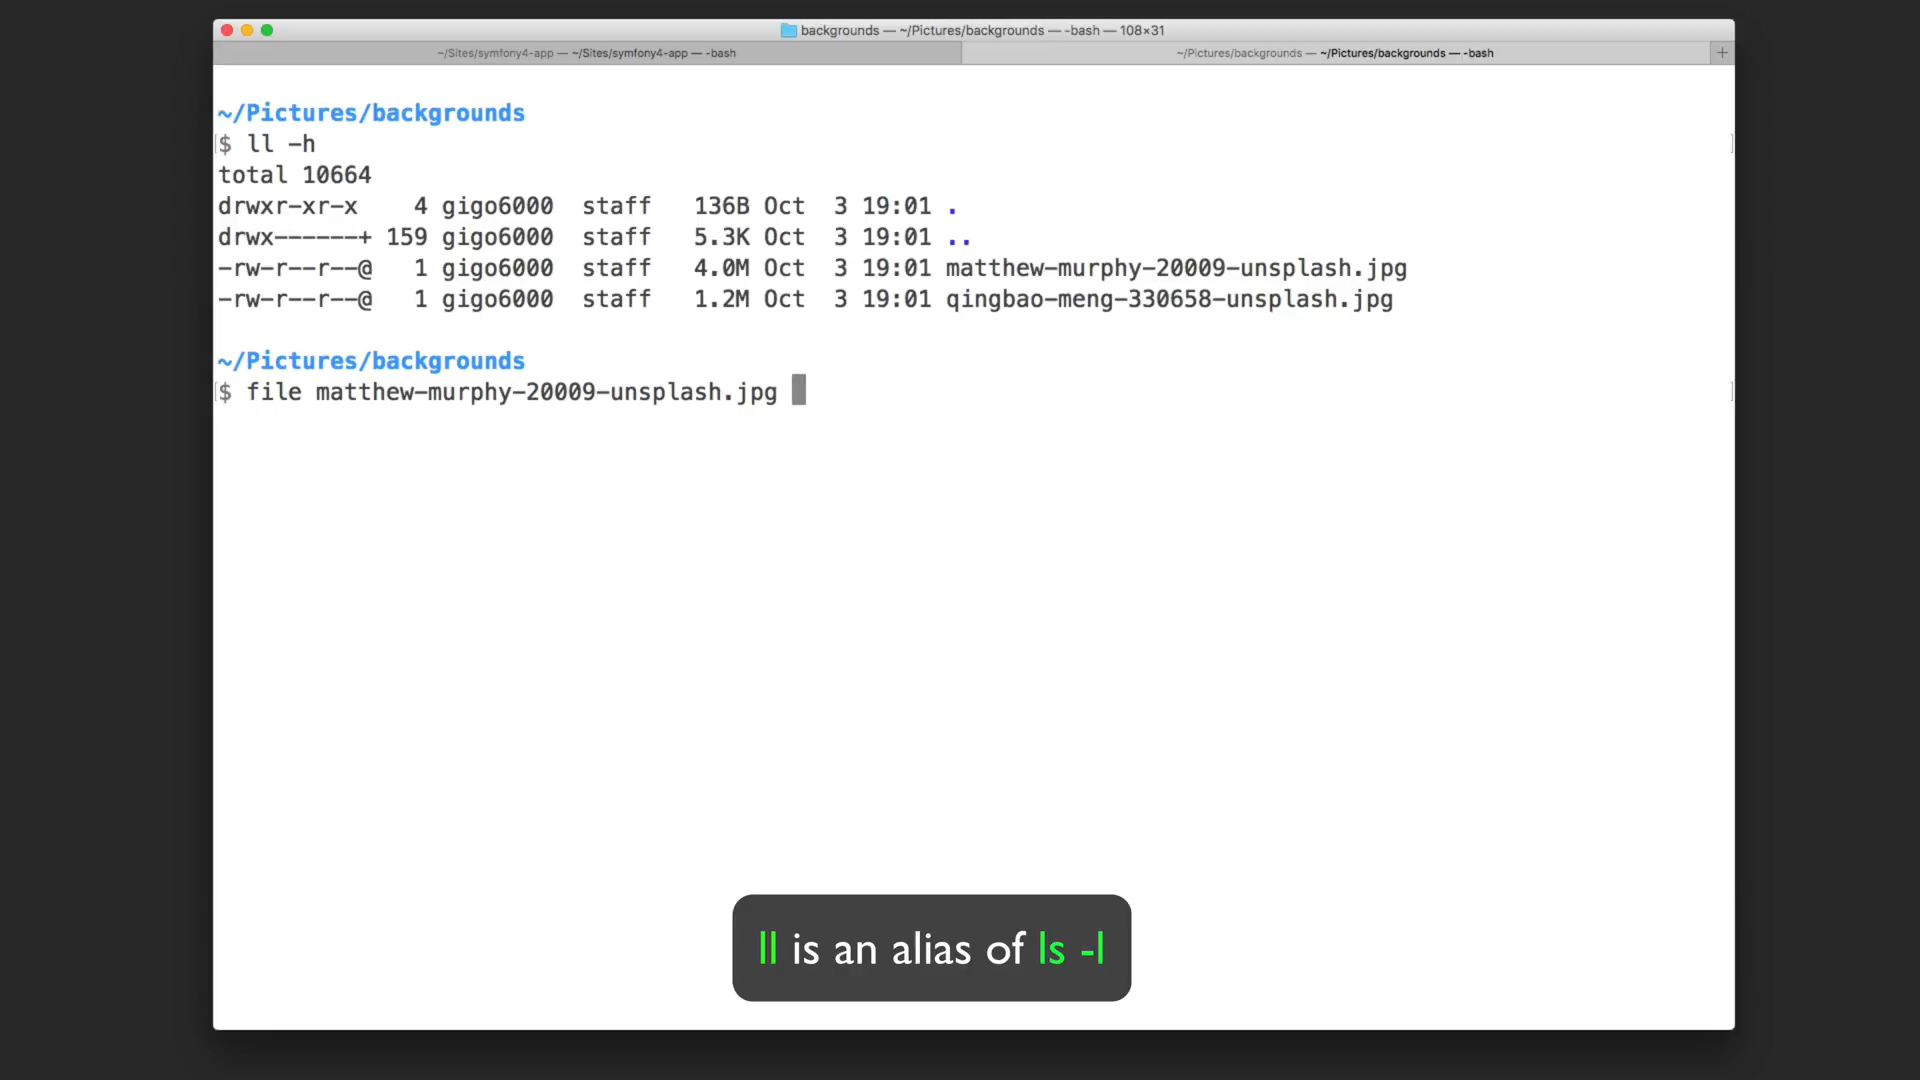 backgrounds — ~/Pictures/backgrounds — -bash — 108×31
~/Sites/symfony4-app — ~/Sites/symfony4-app — -bash
~/Pictures/backgrounds — ~/Pictures/backgrounds — -bash
~/Pictures/backgrounds
$ ll -h
total 10664
drwxr-xr-x    4 gigo6000  staff   136B Oct  3 19:01 .
drwx------+ 159 gigo6000  staff   5.3K Oct  3 19:01 ..
-rw-r--r--@   1 gigo6000  staff   4.0M Oct  3 19:01 matthew-murphy-20009-unsplash.jpg
-rw-r--r--@   1 gigo6000  staff   1.2M Oct  3 19:01 qingbao-meng-330658-unsplash.jpg
~/Pictures/backgrounds
$ file matthew-murphy-20009-unsplash.jpg
ll is an alias of ls -l